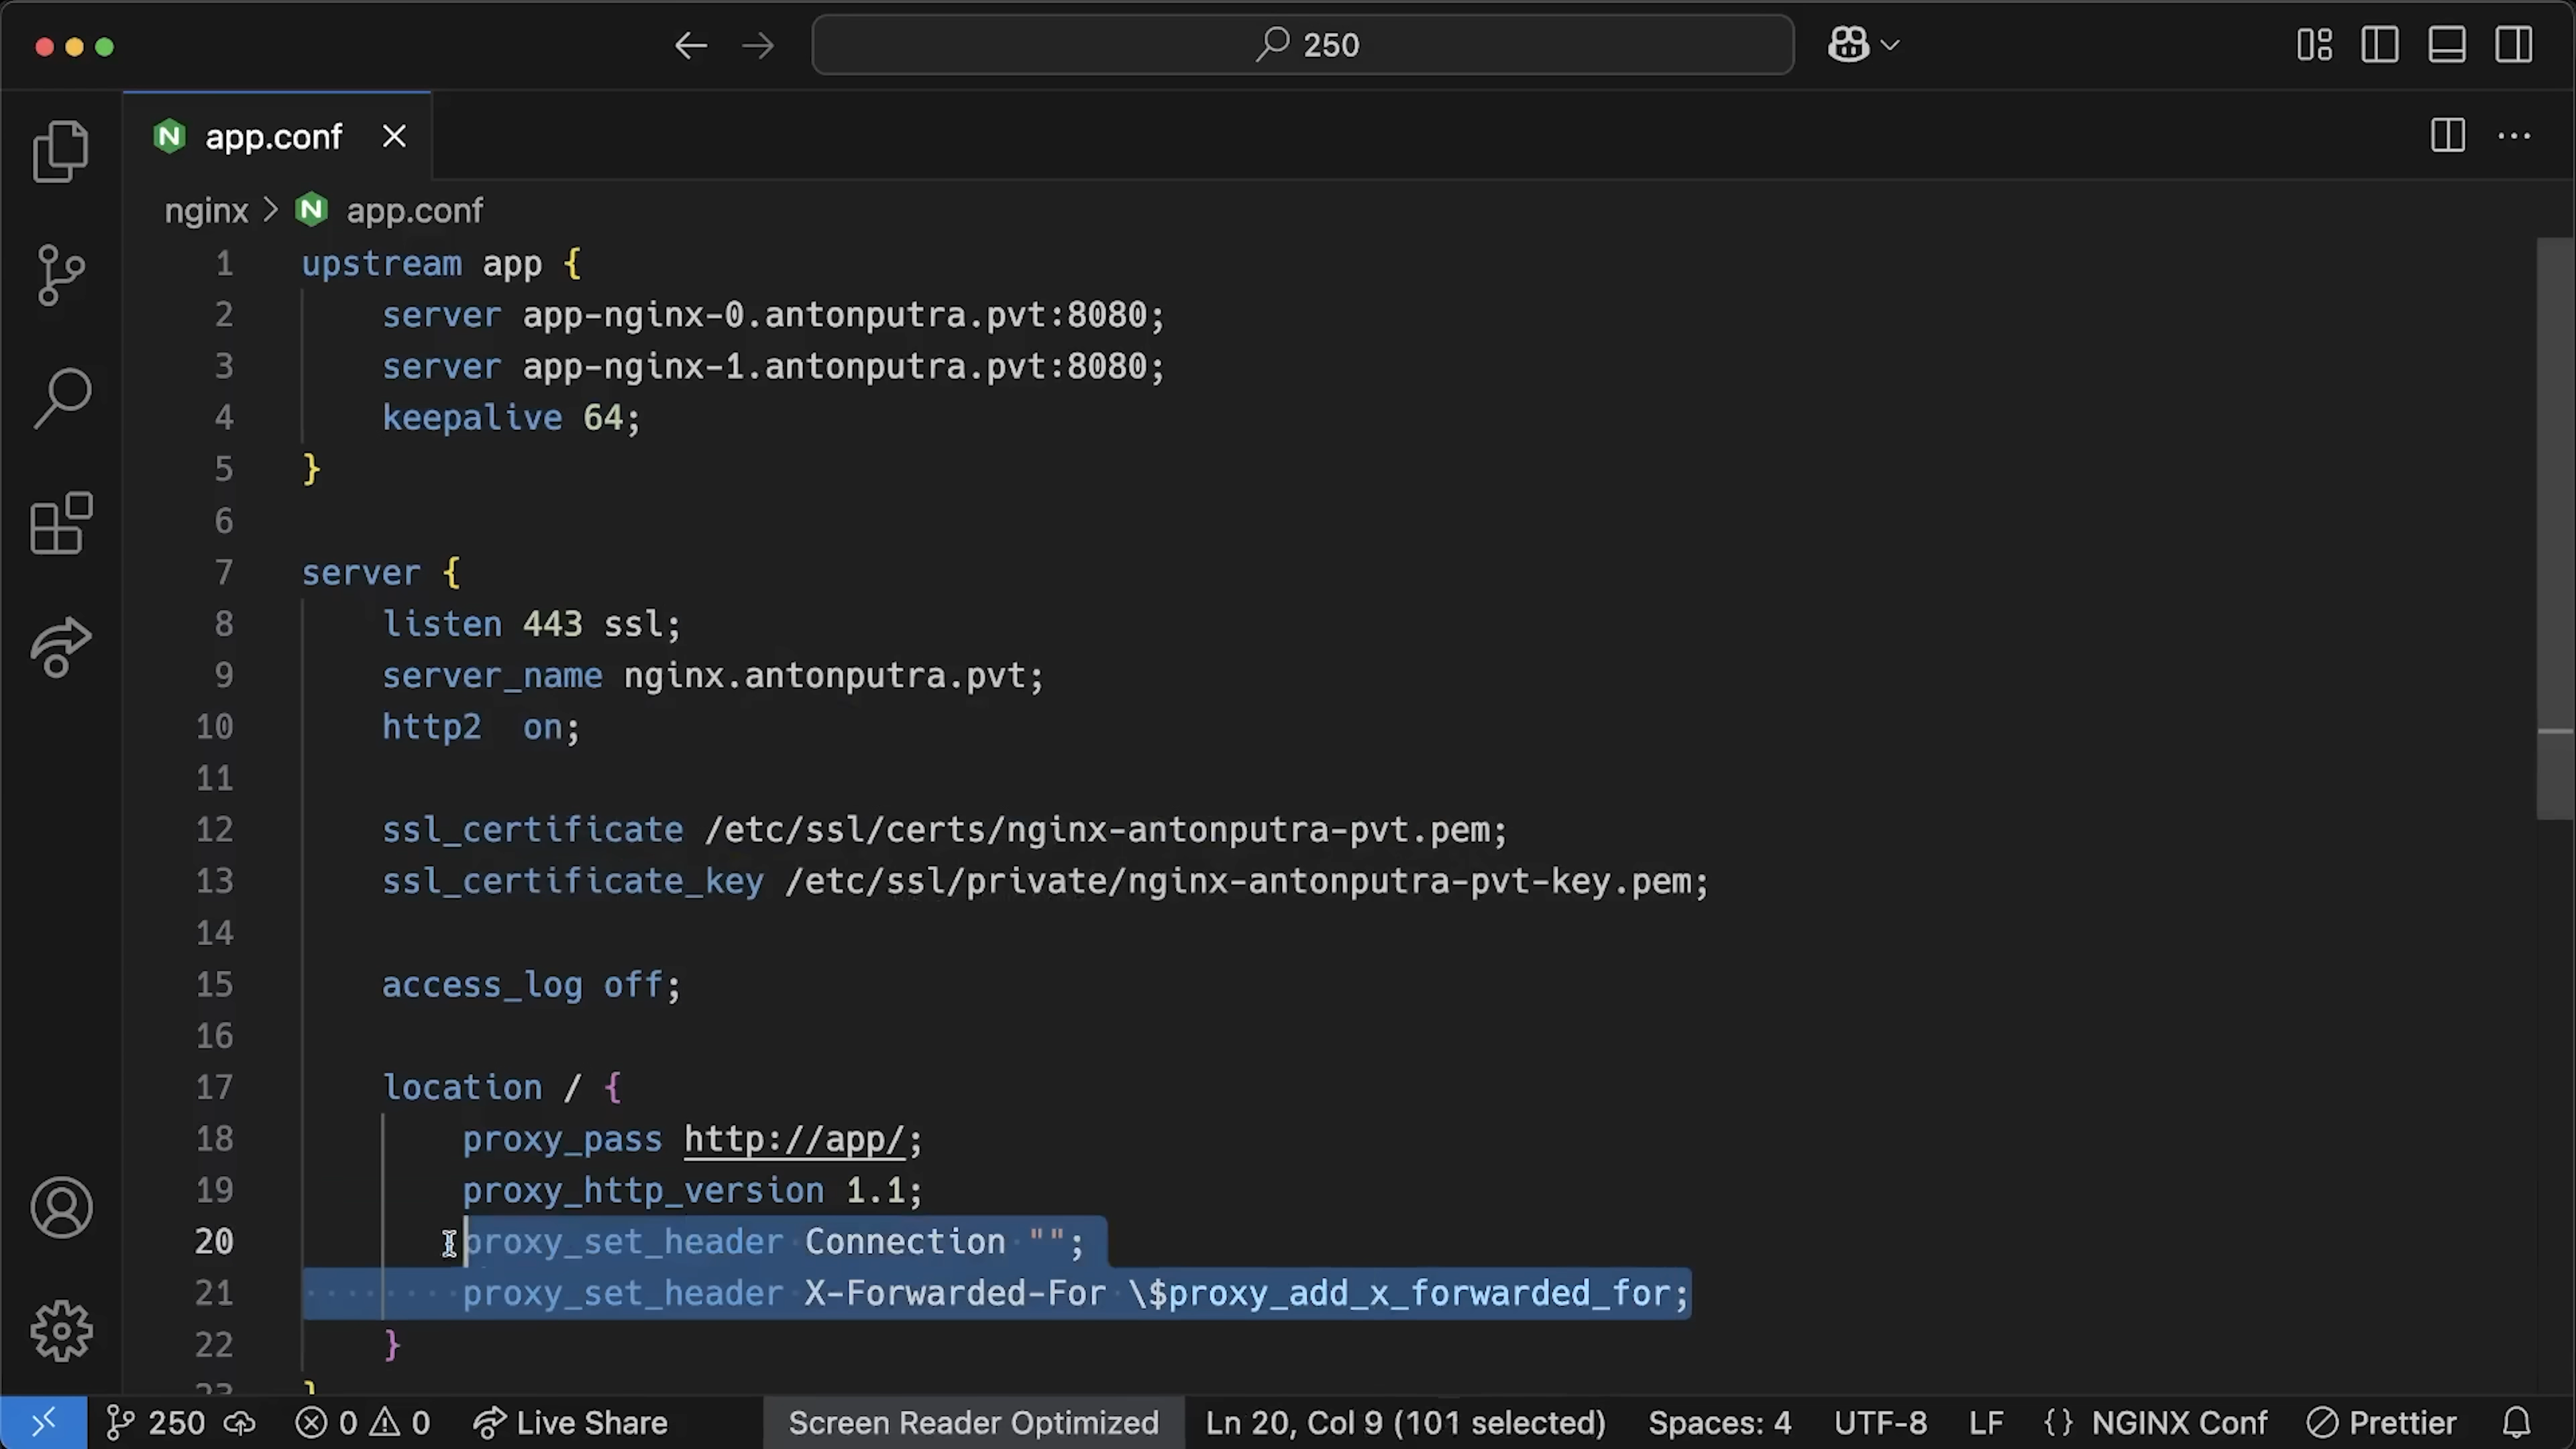 250
N app.conf
nginx > N app.conf
1 upstream app {
2 server app-nginx-0.antonputra.pvt:8080;
3 server app-nginx-1.antonputra.pvt:8080;
4 keepalive 64;
5 }
6
7 server {
8 listen 443 ssl;
9 server_name nginx.antonputra.pvt;
10 http2  on;
11
12 ssl_certificate /etc/ssl/certs/nginx-antonputra-pvt.pem;
13 ssl_certificate_key /etc/ssl/private/nginx-antonputra-pvt-key.pem;
14
15 access_log off;
16
17 location / {
18 proxy_pass http://app/;
19 proxy_http_version 1.1;
20 proxy_set_header Connection "";
21 proxy_set_header X-Forwarded-For \$proxy_add_x_forwarded_for;
22 }
23 }
250 0 0 Live Share Screen Reader Optimized Ln 20, Col 9 (101 selected) Spaces: 4 UTF-8 LF {} NGINX Conf Prettier